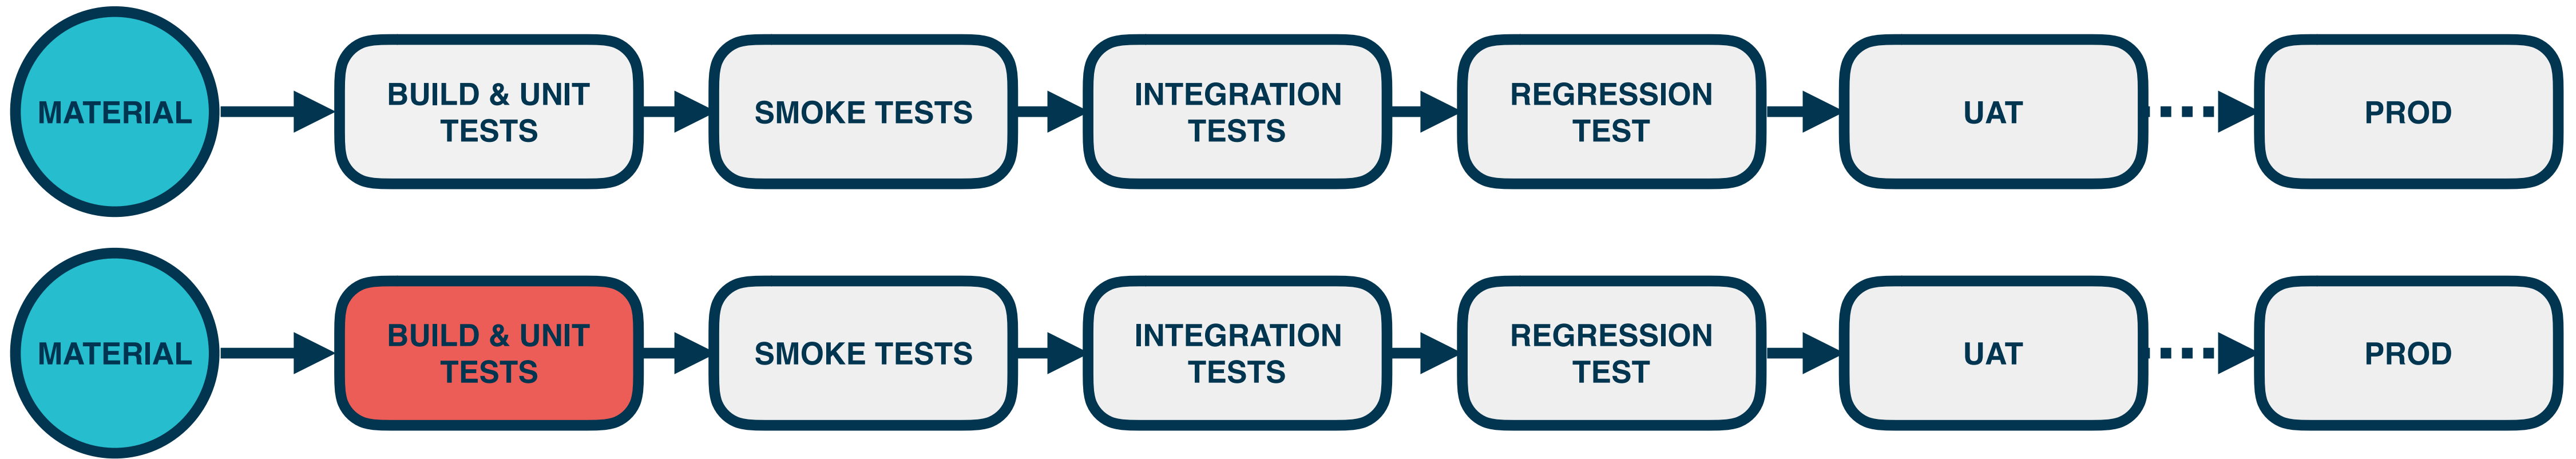 MATERIAL
BUILD & UNIT
TESTS
SMOKE TESTS
INTEGRATION
TESTS
REGRESSION
TEST
UAT
PROD
MATERIAL
BUILD & UNIT
TESTS
SMOKE TESTS
INTEGRATION
TESTS
REGRESSION
TEST
UAT
PROD